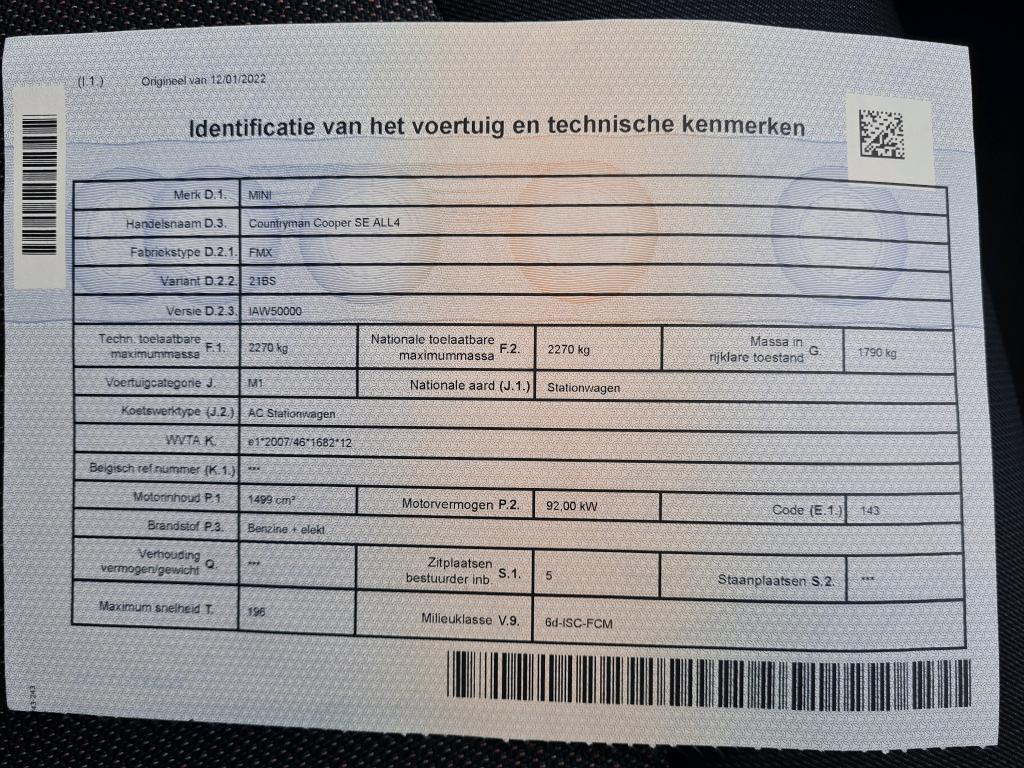 (I.1.) Origineel van 12/01/2022
Identificatie van het voertuig en technische kenmerken
Merk D.1. MINI
Handelsnaam D.3. Countryman Cooper SE ALL4
Fabriekstype D.2.1. FMX
Variant D.2.2. 21BS
Versie D.2.3. IAW50000
Techn. toelaatbare maximummassa F.1. 2270 kg Nationale toelaatbare maximummassa F.2. 2270 kg Massa in rijklare toestand G. 1790 kg
Voertuigcategorie J. M1 Nationale aard (J.1.) Stationwagen
Koetswerktype (J.2.) AC Stationwagen
WVTA K. e1*2007/46*1682*12
Belgisch ref.nummer (K.1.) ***
Motorinhoud P.1. 1499 cm³ Motorvermogen P.2. 92,00 kW Code (E.1.) 143
Brandstof P.3. Benzine + elekt
Verhouding vermogen/gewicht Q. *** Zitplaatsen bestuurder inb. S.1. 5 Staanplaatsen S.2. ***
Maximum snelheid T. 196 Milieuklasse V.9. 6d-ISC-FCM